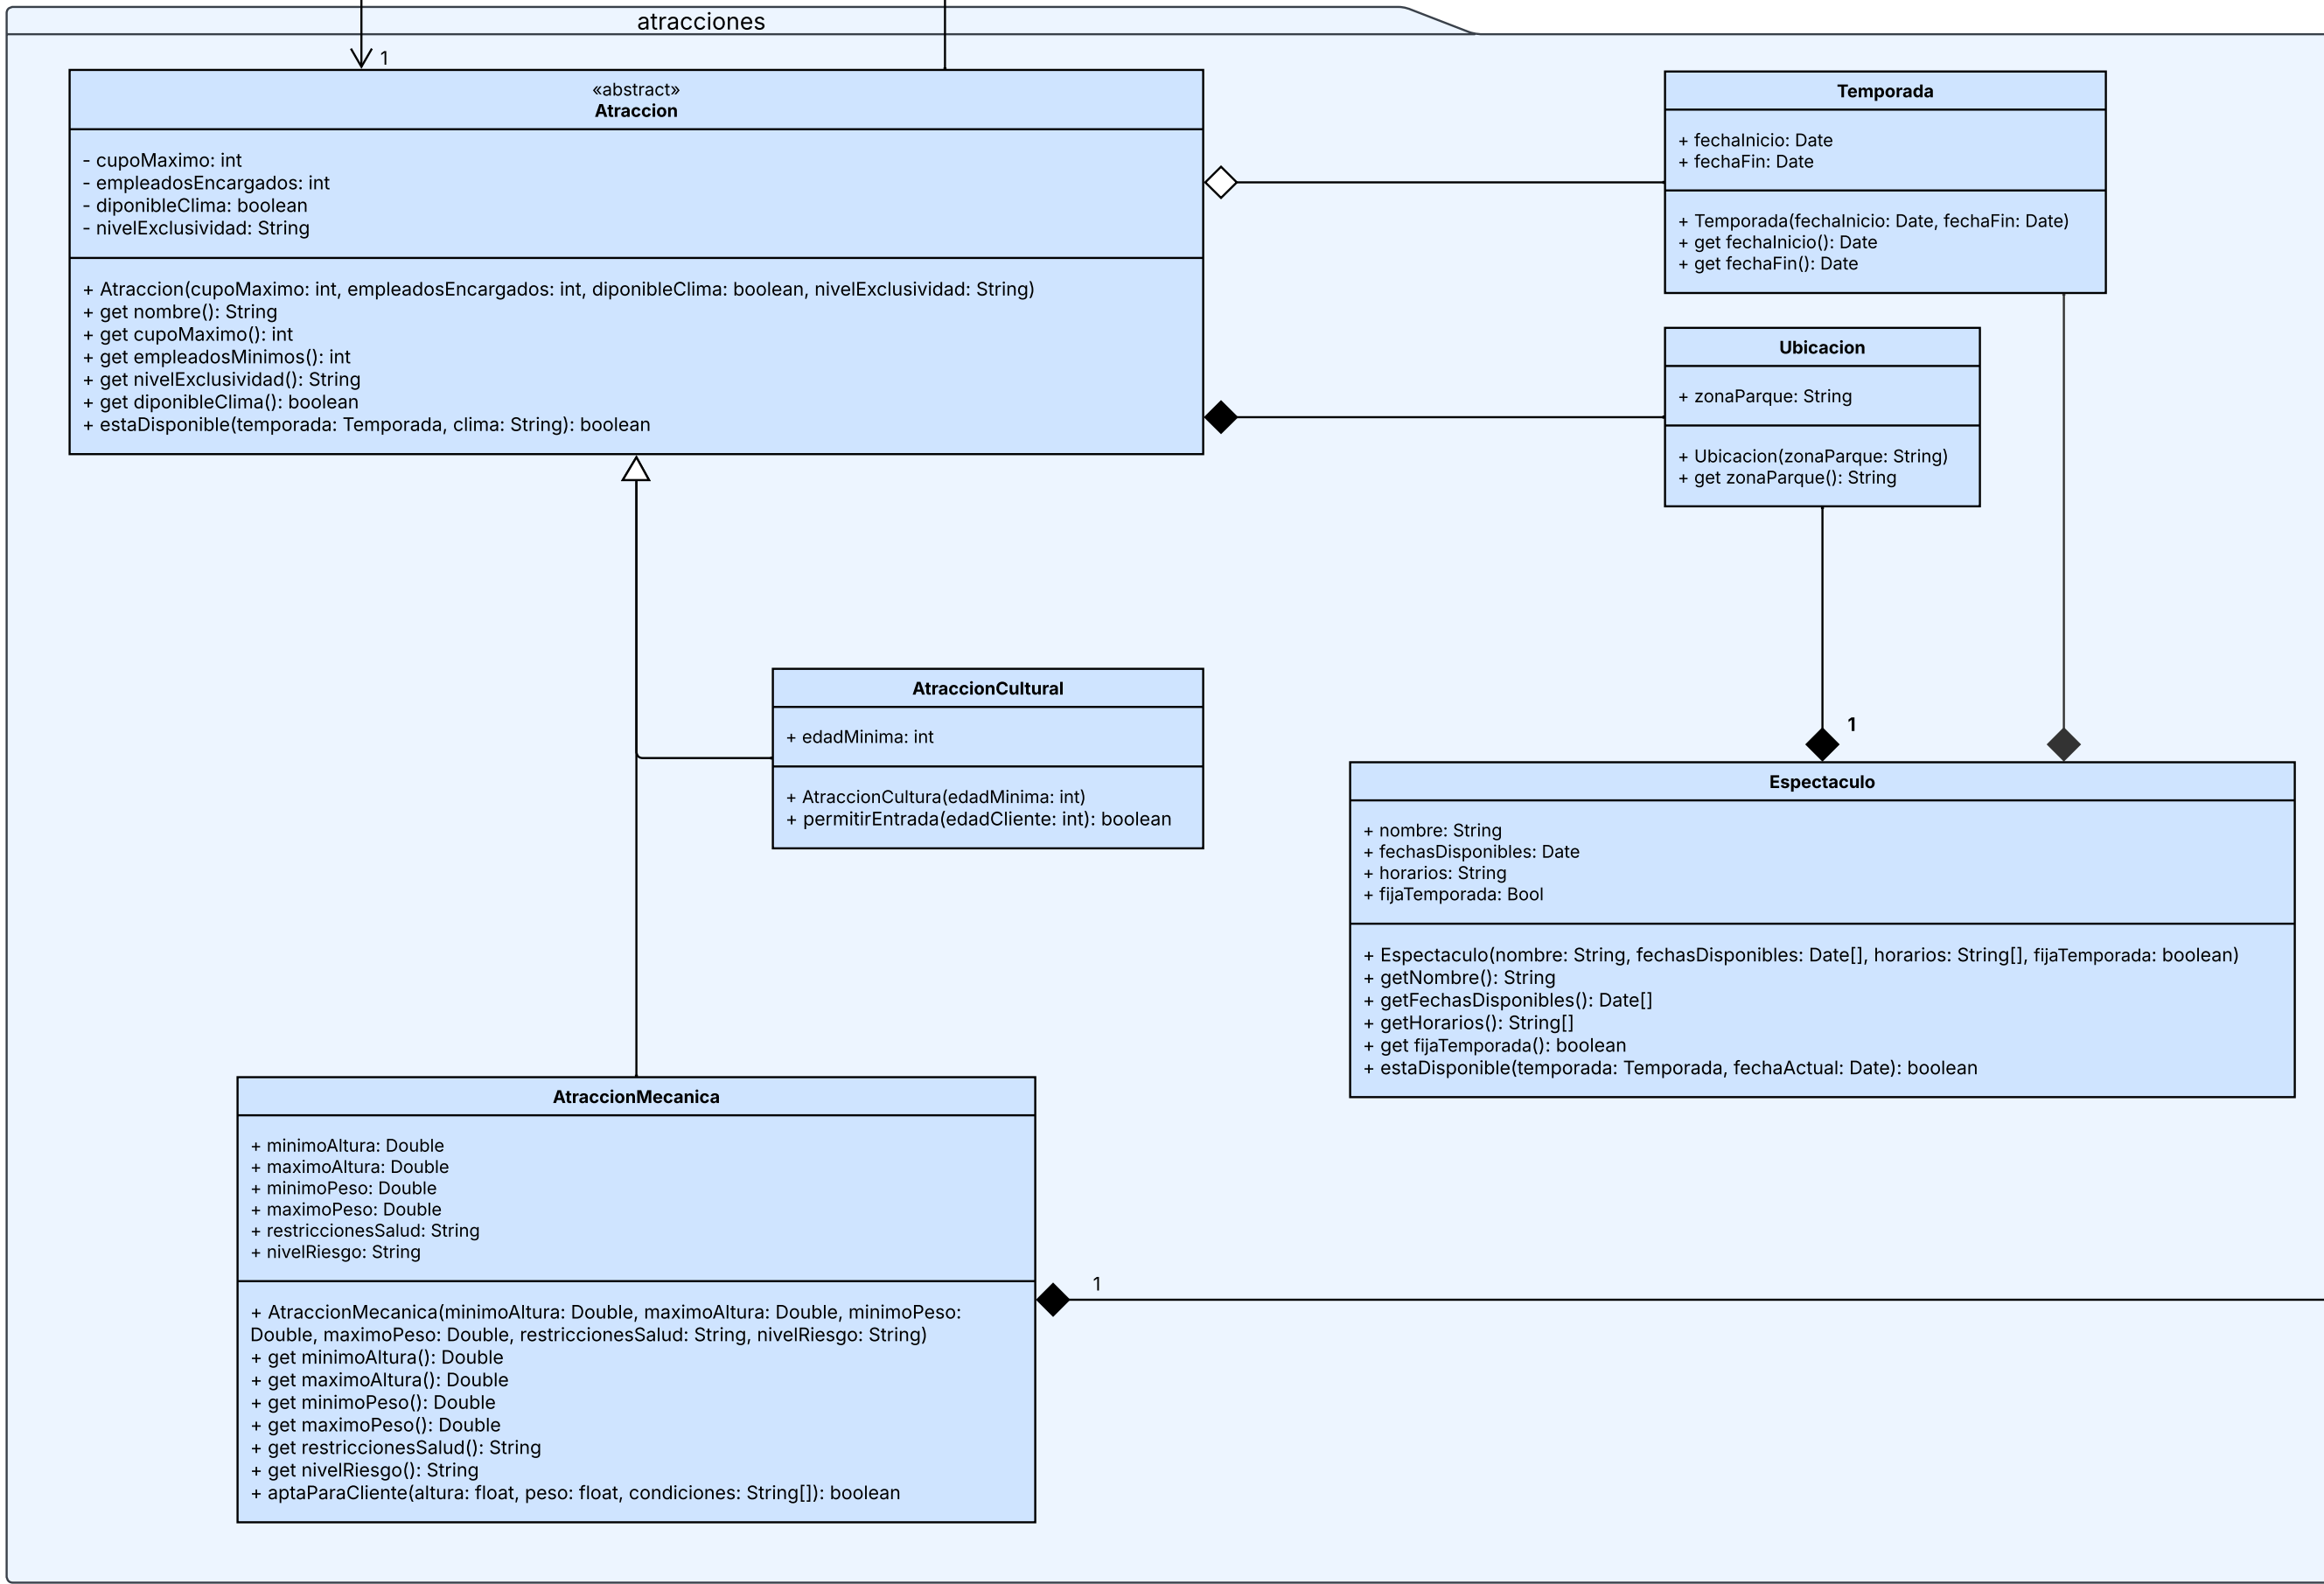 atracciones
1
«abstract»
Atraccion
- cupoMaximo: int
- empleadosEncargados: int
- diponibleClima: boolean
- nivelExclusividad: String
+ Atraccion(cupoMaximo: int, empleadosEncargados: int, diponibleClima: boolean, nivelExclusividad: String)
+ get nombre(): String
+ get cupoMaximo(): int
+ get empleadosMinimos(): int
+ get nivelExclusividad(): String
+ get diponibleClima(): boolean
+ estaDisponible(temporada: Temporada, clima: String): boolean
Temporada
+ fechaInicio: Date
+ fechaFin: Date
+ Temporada(fechaInicio: Date, fechaFin: Date)
+ get fechaInicio(): Date
+ get fechaFin(): Date
Ubicacion
+ zonaParque: String
+ Ubicacion(zonaParque: String)
+ get zonaParque(): String
AtraccionCultural
+ edadMinima: int
+ AtraccionCultura(edadMinima: int)
+ permitirEntrada(edadCliente: int): boolean
1
Espectaculo
+ nombre: String
+ fechasDisponibles: Date
+ horarios: String
+ fijaTemporada: Bool
+ Espectaculo(nombre: String, fechasDisponibles: Date[], horarios: String[], fijaTemporada: boolean)
+ getNombre(): String
+ getFechasDisponibles(): Date[]
+ getHorarios(): String[]
+ get fijaTemporada(): boolean
+ estaDisponible(temporada: Temporada, fechaActual: Date): boolean
AtraccionMecanica
+ minimoAltura: Double
+ maximoAltura: Double
+ minimoPeso: Double
+ maximoPeso: Double
+ restriccionesSalud: String
+ nivelRiesgo: String
+ AtraccionMecanica(minimoAltura: Double, maximoAltura: Double, minimoPeso:
Double, maximoPeso: Double, restriccionesSalud: String, nivelRiesgo: String)
+ get minimoAltura(): Double
+ get maximoAltura(): Double
+ get minimoPeso(): Double
+ get maximoPeso(): Double
+ get restriccionesSalud(): String
+ get nivelRiesgo(): String
+ aptaParaCliente(altura: float, peso: float, condiciones: String[]): boolean
1